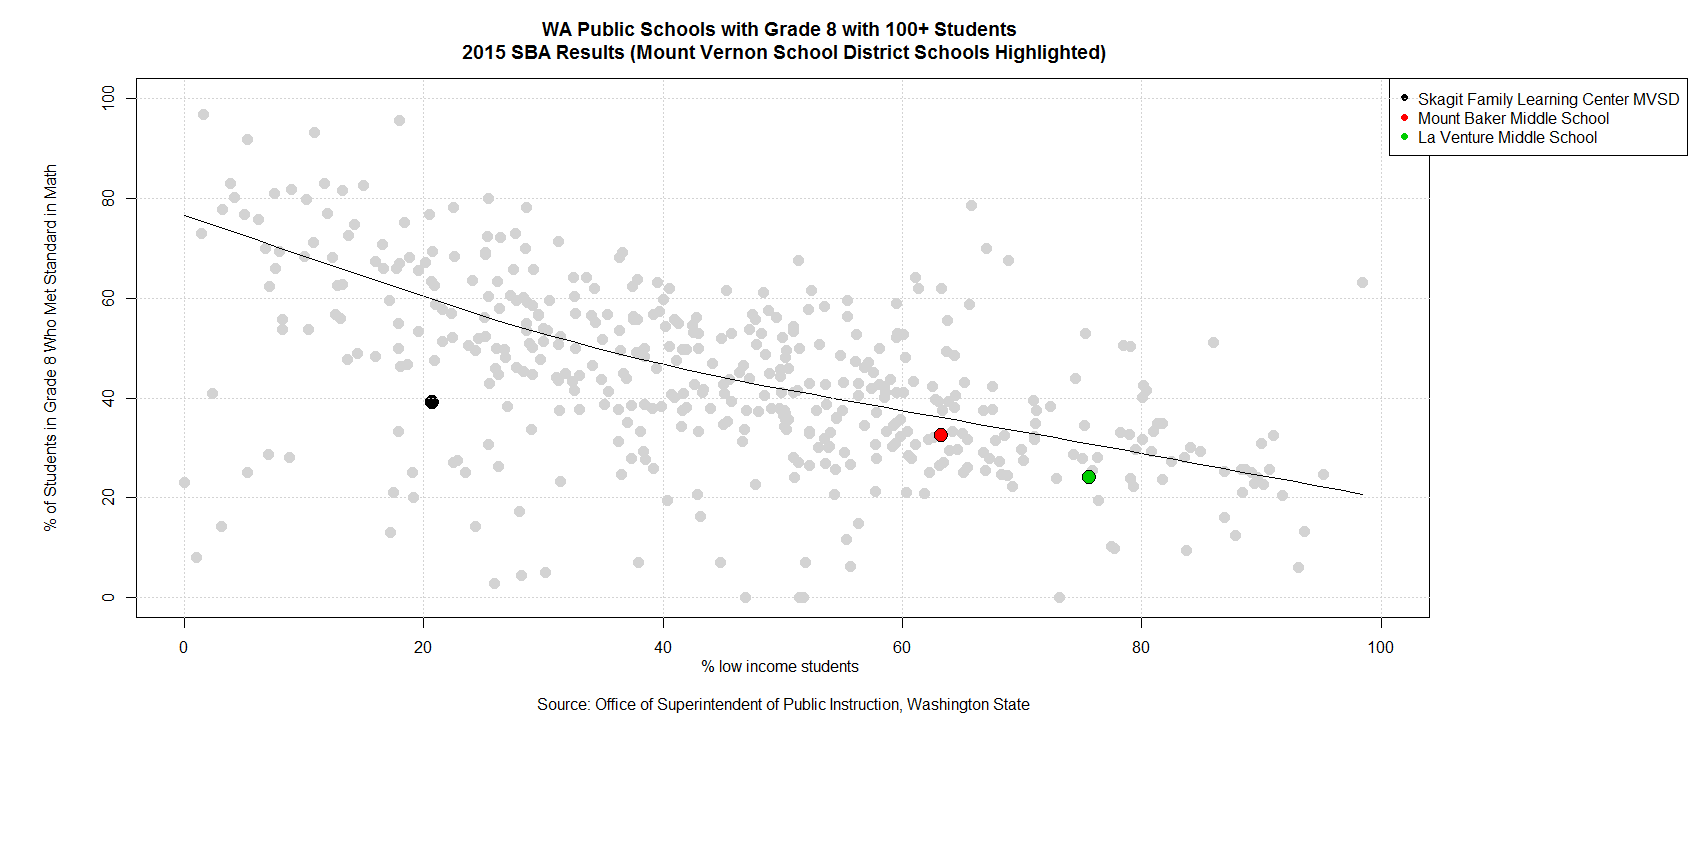 WA Public Schools with Grade 8 with 100+ Students
2015 SBA Results (Mount Vernon School District Schools Highlighted)
Skagit Family Learning Center MVSD
Mount Baker Middle School
La Venture Middle School
% of Students in Grade 8 Who Met Standard in Math
100
80
60
40
20
0
0 20 40 60 80 100
% low income students
Source: Office of Superintendent of Public Instruction, Washington State